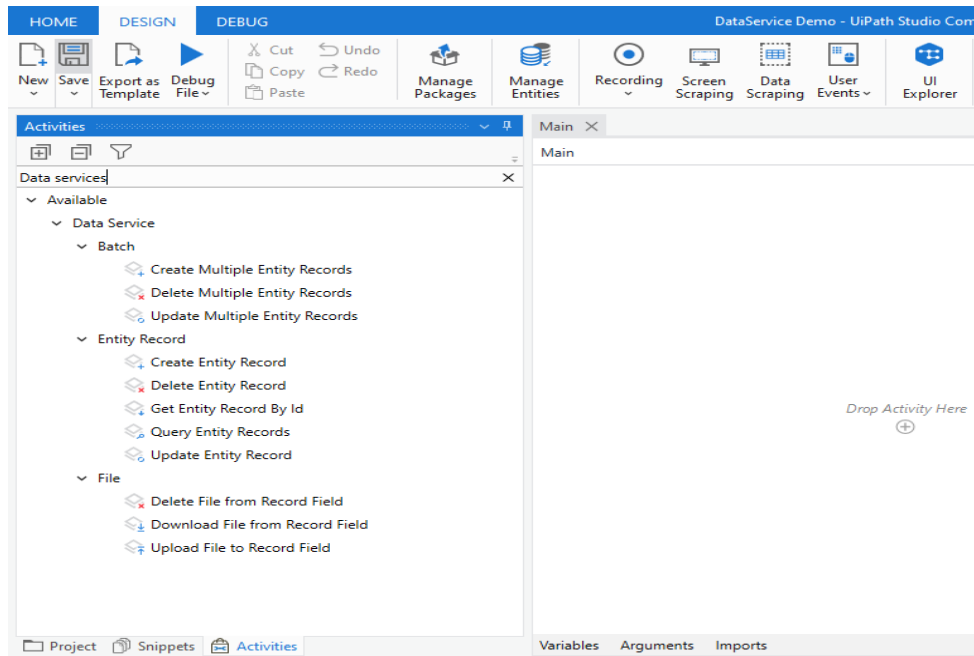 HOME DESIGN DEBUG DataService Demo - UiPath Studio Com
New Save Export as Template Debug File Cut Copy Paste Undo Redo Manage Packages Manage Entities Recording Screen Scraping Data Scraping User Events UI Explorer
Activities
Main
Main
Data services
Available
Data Service
Batch
Create Multiple Entity Records
Delete Multiple Entity Records
Update Multiple Entity Records
Entity Record
Create Entity Record
Delete Entity Record
Get Entity Record By Id
Query Entity Records
Update Entity Record
File
Delete File from Record Field
Download File from Record Field
Upload File to Record Field
Drop Activity Here
Project Snippets Activities
Variables Arguments Imports